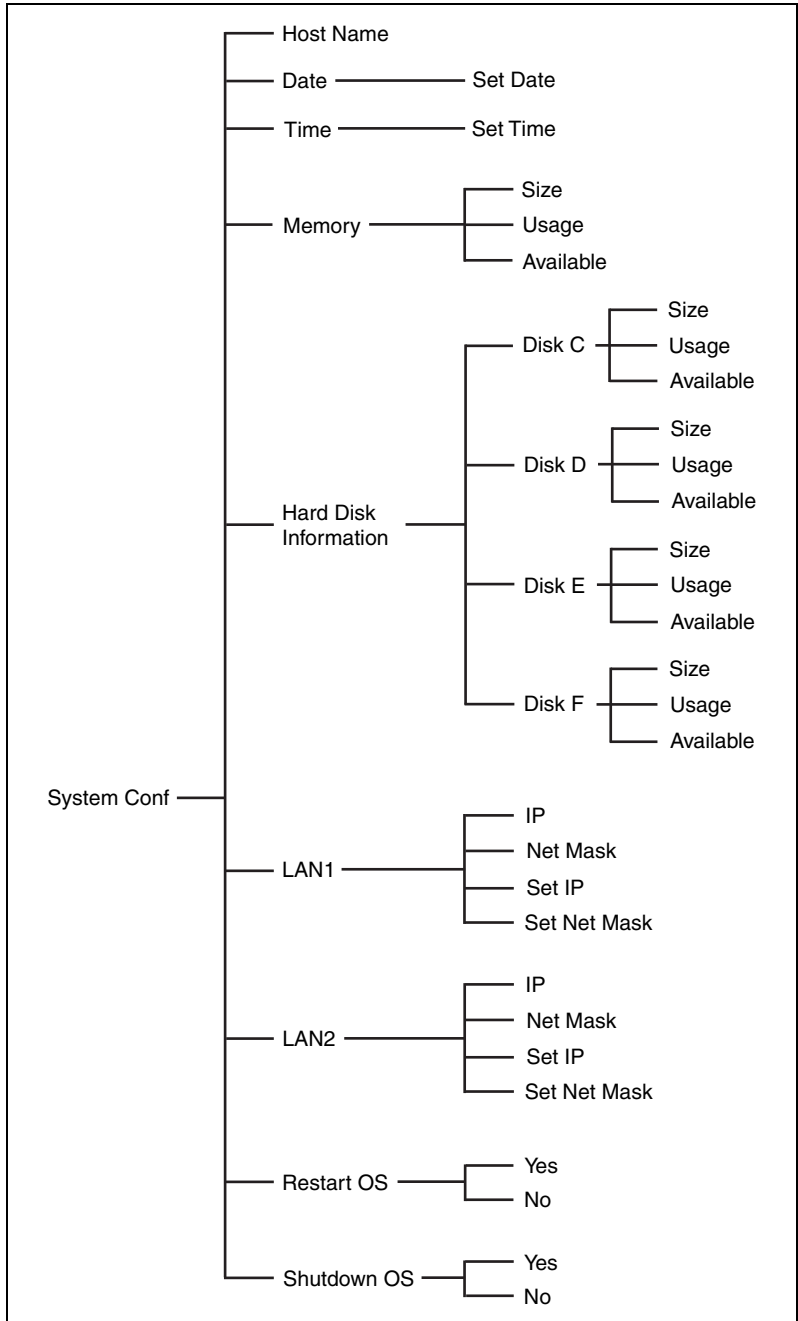 Host Name
Date
Set Date
Time
Set Time
Memory
Size
Usage
Available
Hard Disk
Information
Disk C
Size
Usage
Available
Disk D
Size
Usage
Available
Disk E
Size
Usage
Available
Disk F
Size
Usage
Available
System Conf
LAN1
IP
Net Mask
Set IP
Set Net Mask
LAN2
IP
Net Mask
Set IP
Set Net Mask
Restart OS
Yes
No
Shutdown OS
Yes
No